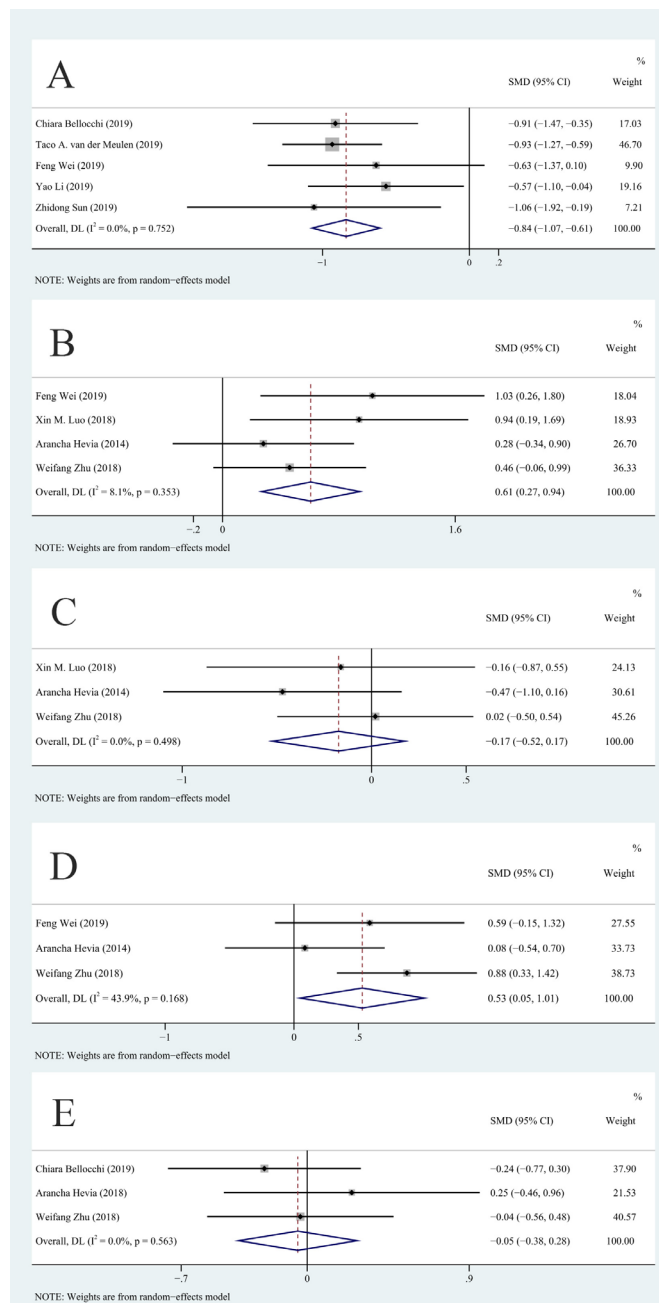 A
%
SMD (95% CI) Weight
Chiara Bellocchi (2019) −0.91 (−1.47, −0.35) 17.03
Taco A. van der Meulen (2019) −0.93 (−1.27, −0.59) 46.70
Feng Wei (2019) −0.63 (−1.37, 0.10) 9.90
Yao Li (2019) −0.57 (−1.10, −0.04) 19.16
Zhidong Sun (2019) −1.06 (−1.92, −0.19) 7.21
Overall, DL (I² = 0.0%, p = 0.752) −0.84 (−1.07, −0.61) 100.00
−1 0 .2
NOTE: Weights are from random−effects model
B
%
SMD (95% CI) Weight
Feng Wei (2019) 1.03 (0.26, 1.80) 18.04
Xin M. Luo (2018) 0.94 (0.19, 1.69) 18.93
Arancha Hevia (2014) 0.28 (−0.34, 0.90) 26.70
Weifang Zhu (2018) 0.46 (−0.06, 0.99) 36.33
Overall, DL (I² = 8.1%, p = 0.353) 0.61 (0.27, 0.94) 100.00
−.2 0 1.6
NOTE: Weights are from random−effects model
C
%
SMD (95% CI) Weight
Xin M. Luo (2018) −0.16 (−0.87, 0.55) 24.13
Arancha Hevia (2014) −0.47 (−1.10, 0.16) 30.61
Weifang Zhu (2018) 0.02 (−0.50, 0.54) 45.26
Overall, DL (I² = 0.0%, p = 0.498) −0.17 (−0.52, 0.17) 100.00
−1 0 .5
NOTE: Weights are from random−effects model
D
%
SMD (95% CI) Weight
Feng Wei (2019) 0.59 (−0.15, 1.32) 27.55
Arancha Hevia (2014) 0.08 (−0.54, 0.70) 33.73
Weifang Zhu (2018) 0.88 (0.33, 1.42) 38.73
Overall, DL (I² = 43.9%, p = 0.168) 0.53 (0.05, 1.01) 100.00
−1 0 .5
NOTE: Weights are from random−effects model
E
%
SMD (95% CI) Weight
Chiara Bellocchi (2019) −0.24 (−0.77, 0.30) 37.90
Arancha Hevia (2018) 0.25 (−0.46, 0.96) 21.53
Weifang Zhu (2018) −0.04 (−0.56, 0.48) 40.57
Overall, DL (I² = 0.0%, p = 0.563) −0.05 (−0.38, 0.28) 100.00
−.7 0 .9
NOTE: Weights are from random−effects model